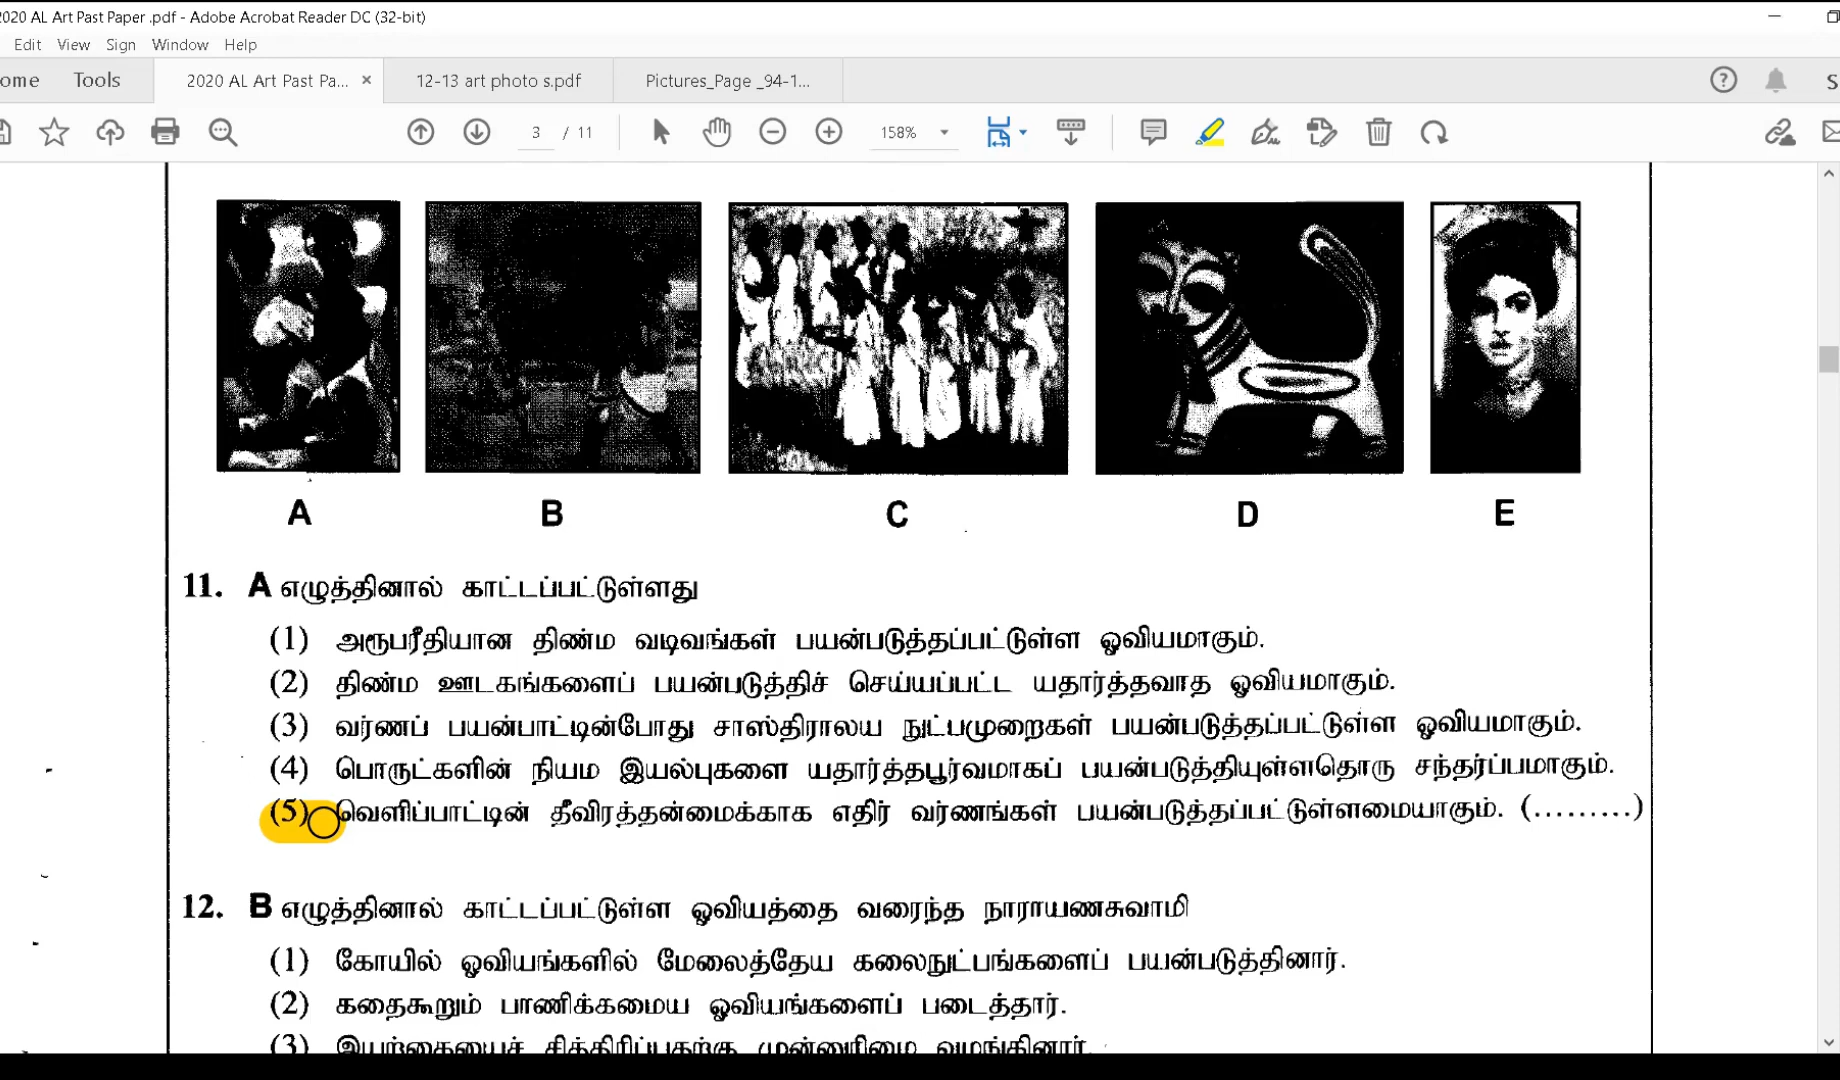 2020 AL Art Past Paper .pdf - Adobe Acrobat Reader DC (32-bit)
Edit View Sign Window Help
ome Tools 2020 AL Art Past Pa... × 12-13 art photo s.pdf Pictures_Page _94-1...
3 / 11 158%
A B C D E
11. A எழுத்தினால் காட்டப்பட்டுள்ளது
(1) அரூபரீதியான திண்ம வடிவங்கள் பயன்படுத்தப்பட்டுள்ள ஓவியமாகும்.
(2) திண்ம ஊடகங்களைப் பயன்படுத்திச் செய்யப்பட்ட யதார்த்தவாத ஓவியமாகும்.
(3) வர்ணப் பயன்பாட்டின்போது சாஸ்திராலய நுட்பமுறைகள் பயன்படுத்தப்பட்டுள்ள ஓவியமாகும்.
(4) பொருட்களின் நியம இயல்புகளை யதார்த்தபூர்வமாகப் பயன்படுத்தியுள்ளதொரு சந்தர்ப்பமாகும்.
(5) வெளிப்பாட்டின் தீவிரத்தன்மைக்காக எதிர் வர்ணங்கள் பயன்படுத்தப்பட்டுள்ளமையாகும். (.........)
12. B எழுத்தினால் காட்டப்பட்டுள்ள ஓவியத்தை வரைந்த நாராயணசுவாமி
(1) கோயில் ஓவியங்களில் மேலைத்தேய கலைநுட்பங்களைப் பயன்படுத்தினார்.
(2) கதைகூறும் பாணிக்கமைய ஓவியங்களைப் படைத்தார்.
(3) இயற்கையைச் சித்திரிப்பதற்கு முன்னுரிமை வழங்கினார்.